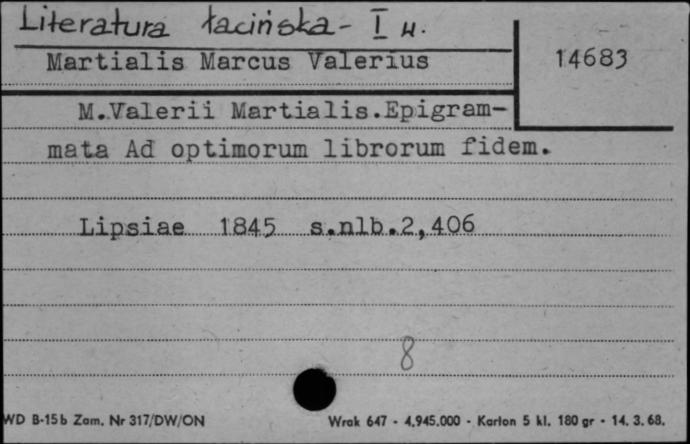 Literatura łacińska - I w.
Martialis Marcus Valerius
14683
M.Valerii Martialis.Epigram-
mata Ad optimorum librorum fidem.
Lipsiae 1845 s.nlb.2,406
8
WD B-15b Zam. Nr 317/DW/ON
Wrak 647 - 4.945.000 - Karton 5 kl. 180 gr - 14. 3. 68.